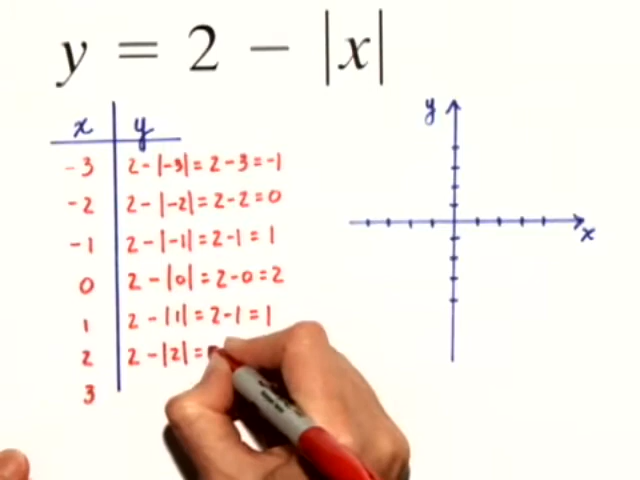 y = 2 − |x|
x y
-3 2-|-3| = 2-3 = -1
-2 2-|-2| = 2-2 = 0
-1 2-|-1| = 2-1 = 1
0 2-|0| = 2-0 = 2
1 2-|1| = 2-1 = 1
2 2-|2| =
3
y
x